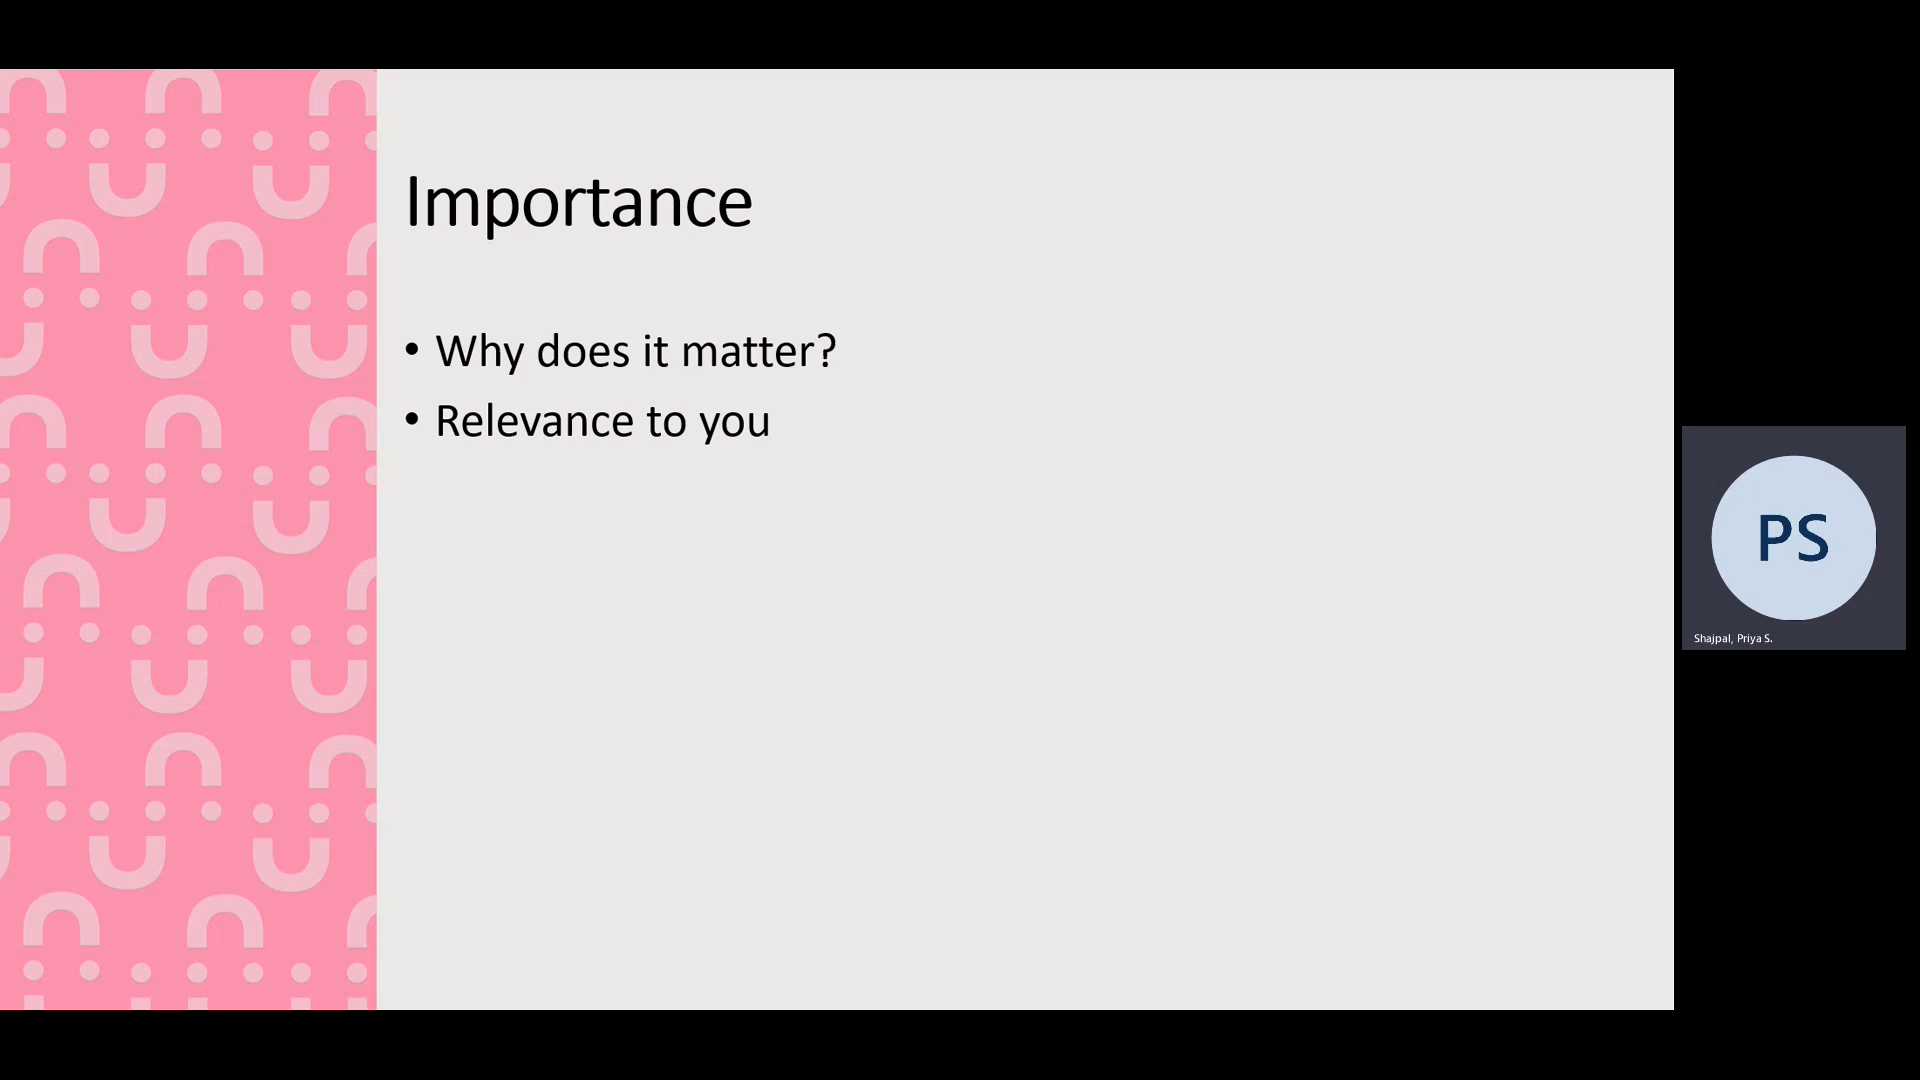 Importance
• Why does it matter?
• Relevance to you
PS
Shajpal, Priya S.